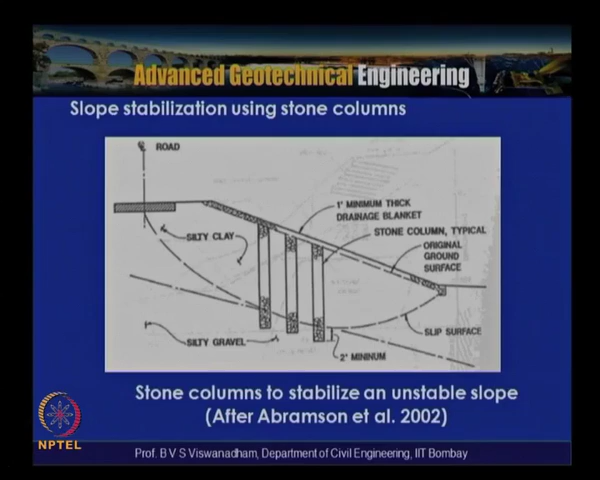 Advanced Geotechnical Engineering
Slope stabilization using stone columns
ROAD
1' MINIMUM THICK
DRAINAGE BLANKET
SILTY CLAY
STONE COLUMN, TYPICAL
ORIGINAL
GROUND
SURFACE
SLIP SURFACE
SILTY GRAVEL
2' MINIMUM
Stone columns to stabilize an unstable slope
(After Abramson et al. 2002)
NPTEL
Prof. B V S Viswanadham, Department of Civil Engineering, IIT Bombay